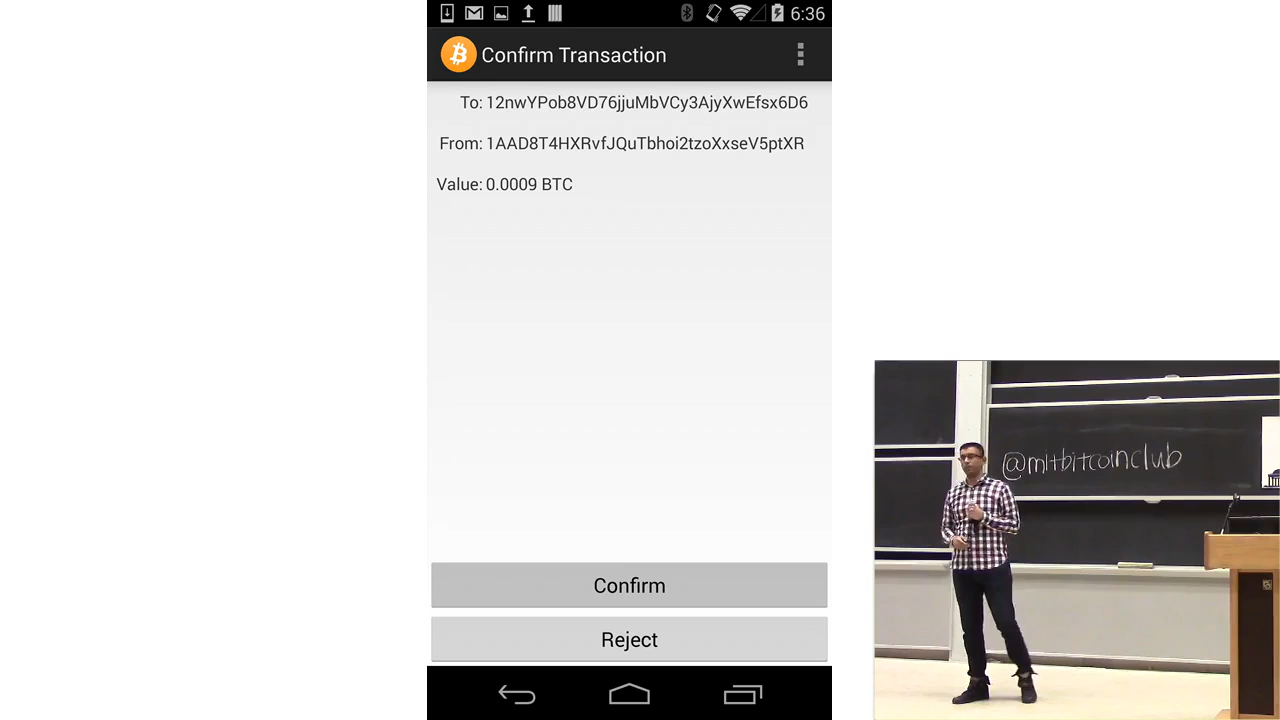 6:36
Confirm Transaction
To: 12nwYPob8VD76jjuMbVCy3AjyXwEfsx6D6
From: 1AAD8T4HXRvfJQuTbhoi2tzoXxseV5ptXR
Value: 0.0009 BTC
@mitbitcoinclub
Confirm
Reject